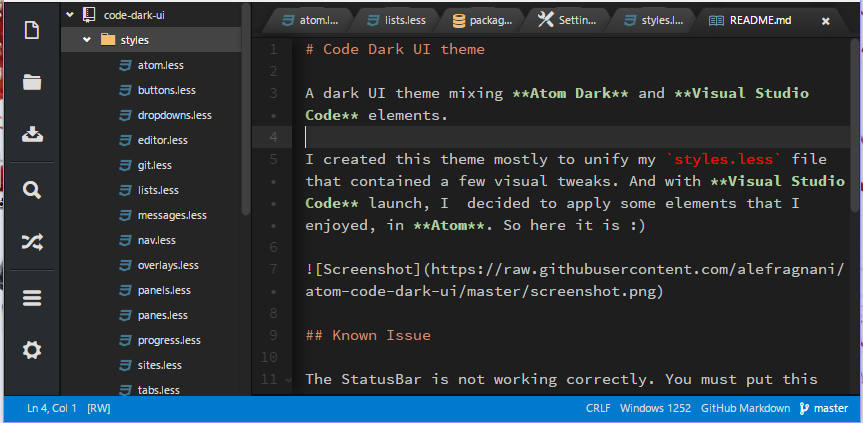 code-dark-ui
styles
atom.less
buttons.less
dropdowns.less
editor.less
git.less
lists.less
messages.less
nav.less
overlays.less
panels.less
panes.less
progress.less
sites.less
tabs.less
atom.l... lists.less packag... Settin... styles.l... README.md
1 # Code Dark UI theme
2
3 A dark UI theme mixing **Atom Dark** and **Visual Studio
• Code** elements.
4
5 I created this theme mostly to unify my `styles.less` file
• that contained a few visual tweaks. And with **Visual Studio
• Code** launch, I  decided to apply some elements that I
• enjoyed, in **Atom**. So here it is :)
6
7 ![Screenshot](https://raw.githubusercontent.com/alefragnani/
• atom-code-dark-ui/master/screenshot.png)
8
9 ## Known Issue
10
11 The StatusBar is not working correctly. You must put this
Ln 4, Col 1 [RW] CRLF Windows 1252 GitHub Markdown master